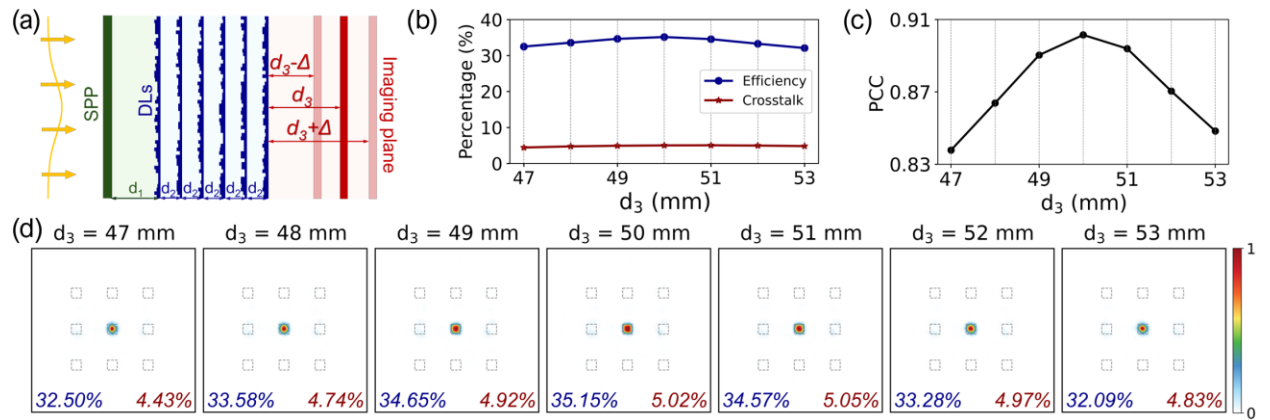 (a)
SPP
DLs
d₁
d₂
d₂
d₂
d₂
d₂
d₃-Δ
d₃
d₃+Δ
Imaging plane
(b)
Percentage (%)
40
30
20
10
0
Efficiency
Crosstalk
47 49 51 53
d₃ (mm)
(c)
PCC
0.91
0.87
0.83
47 49 51 53
d₃ (mm)
(d)
d₃ = 47 mm d₃ = 48 mm d₃ = 49 mm d₃ = 50 mm d₃ = 51 mm d₃ = 52 mm d₃ = 53 mm
32.50% 4.43% 33.58% 4.74% 34.65% 4.92% 35.15% 5.02% 34.57% 5.05% 33.28% 4.97% 32.09% 4.83%
1
0